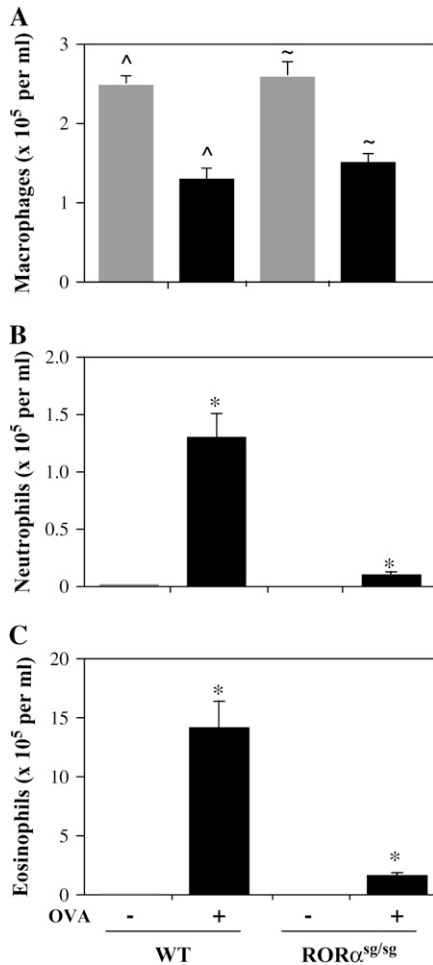 A
Macrophages (x 10⁵ per ml)
3
2
1
0
^
^
~
~
B
Neutrophils (x 10⁵ per ml)
2.0
1.5
1.0
0.5
0
*
*
C
Eosinophils (x 10⁵ per ml)
20
15
10
5
0
*
*
OVA - + - +
WT RORα^sg/sg